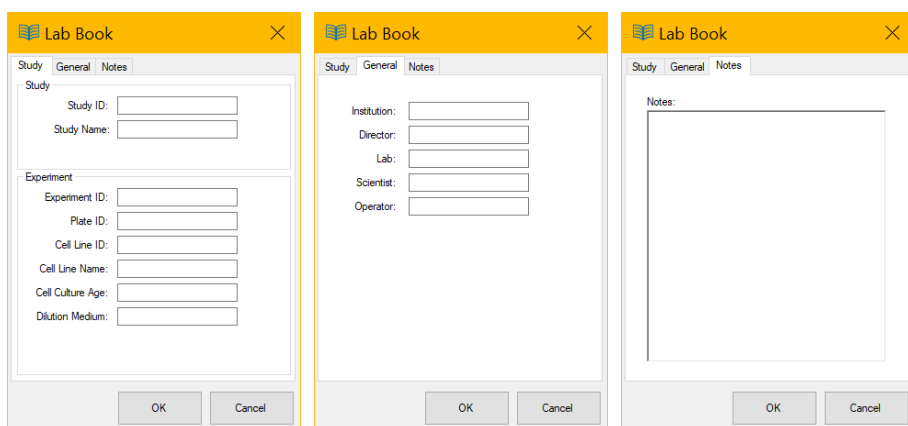 Lab Book
Study General Notes
Study
Study ID:
Study Name:
Experiment
Experiment ID:
Plate ID:
Cell Line ID:
Cell Line Name:
Cell Culture Age:
Dilution Medium:
OK Cancel
Lab Book
Study General Notes
Institution:
Director:
Lab:
Scientist:
Operator:
OK Cancel
Lab Book
Study General Notes
Notes:
OK Cancel